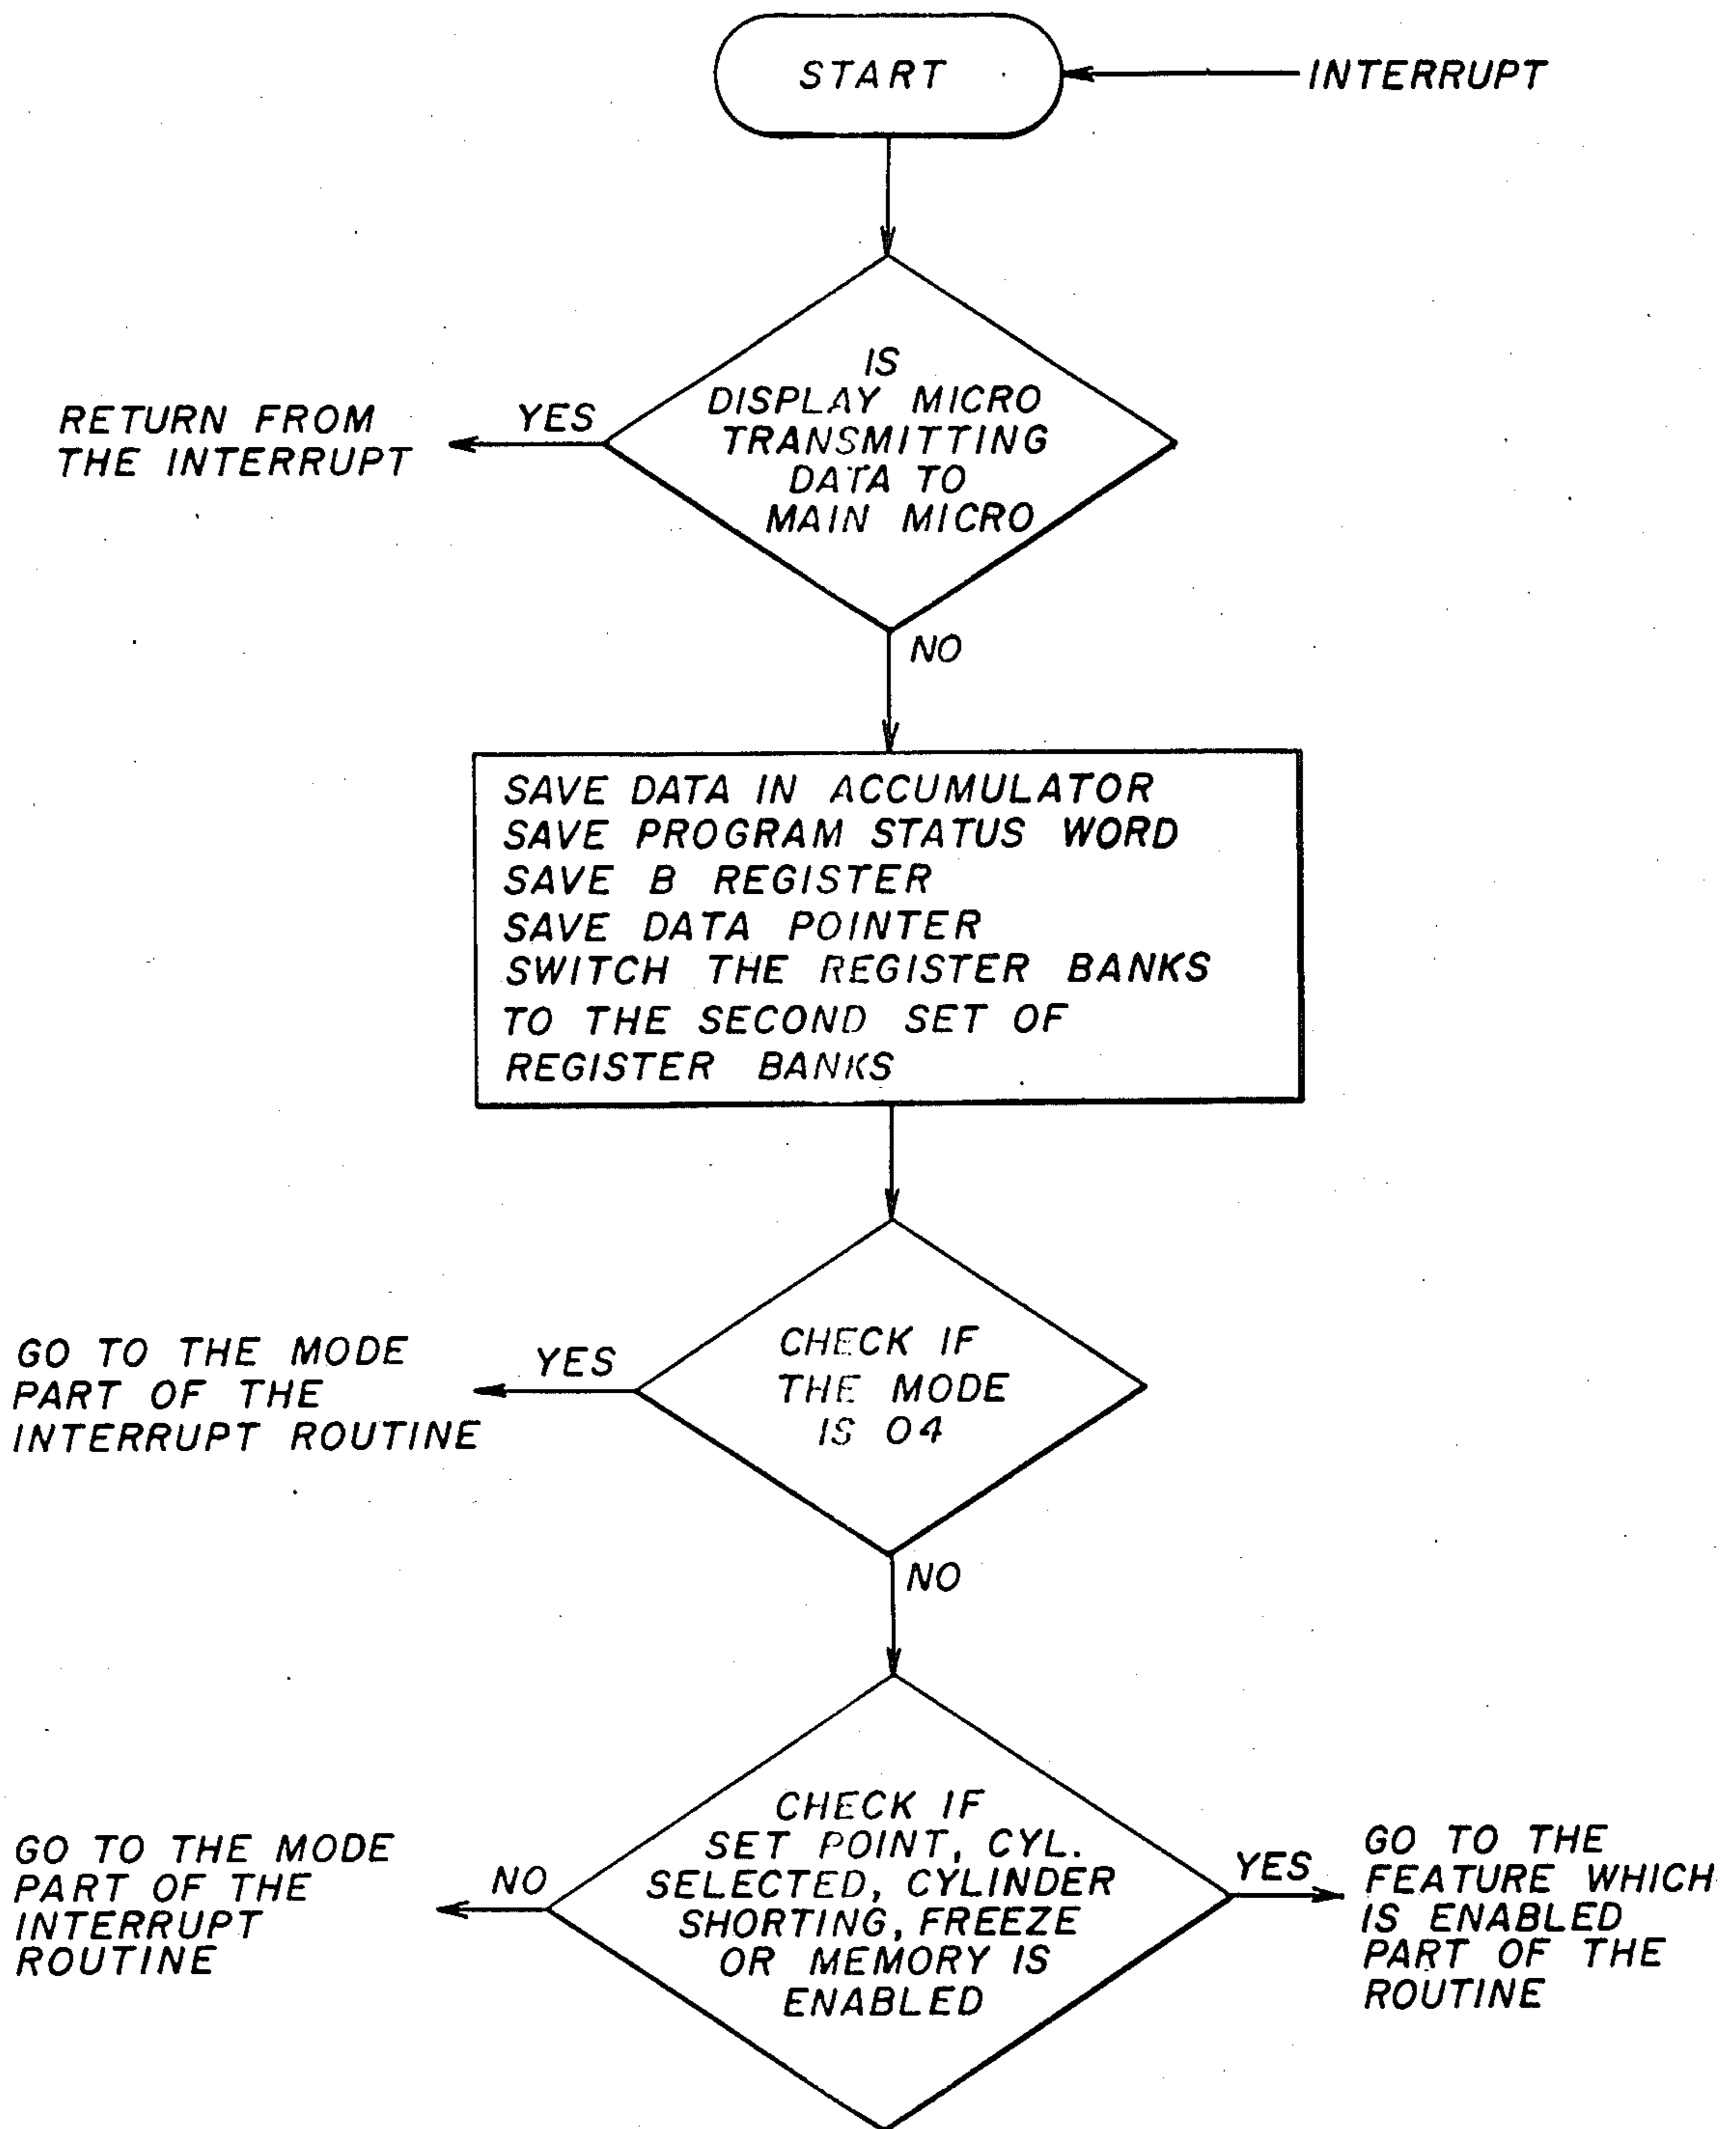 START
INTERRUPT
IS
DISPLAY MICRO
TRANSMITTING
DATA TO
MAIN MICRO
YES
RETURN FROM
THE INTERRUPT
NO
SAVE DATA IN ACCUMULATOR
SAVE PROGRAM STATUS WORD
SAVE B REGISTER
SAVE DATA POINTER
SWITCH THE REGISTER BANKS
TO THE SECOND SET OF
REGISTER BANKS
CHECK IF
THE MODE
IS 04
YES
GO TO THE MODE
PART OF THE
INTERRUPT ROUTINE
NO
CHECK IF
SET POINT, CYL.
SELECTED, CYLINDER
SHORTING, FREEZE
OR MEMORY IS
ENABLED
NO
GO TO THE MODE
PART OF THE
INTERRUPT
ROUTINE
YES
GO TO THE
FEATURE WHICH
IS ENABLED
PART OF THE
ROUTINE